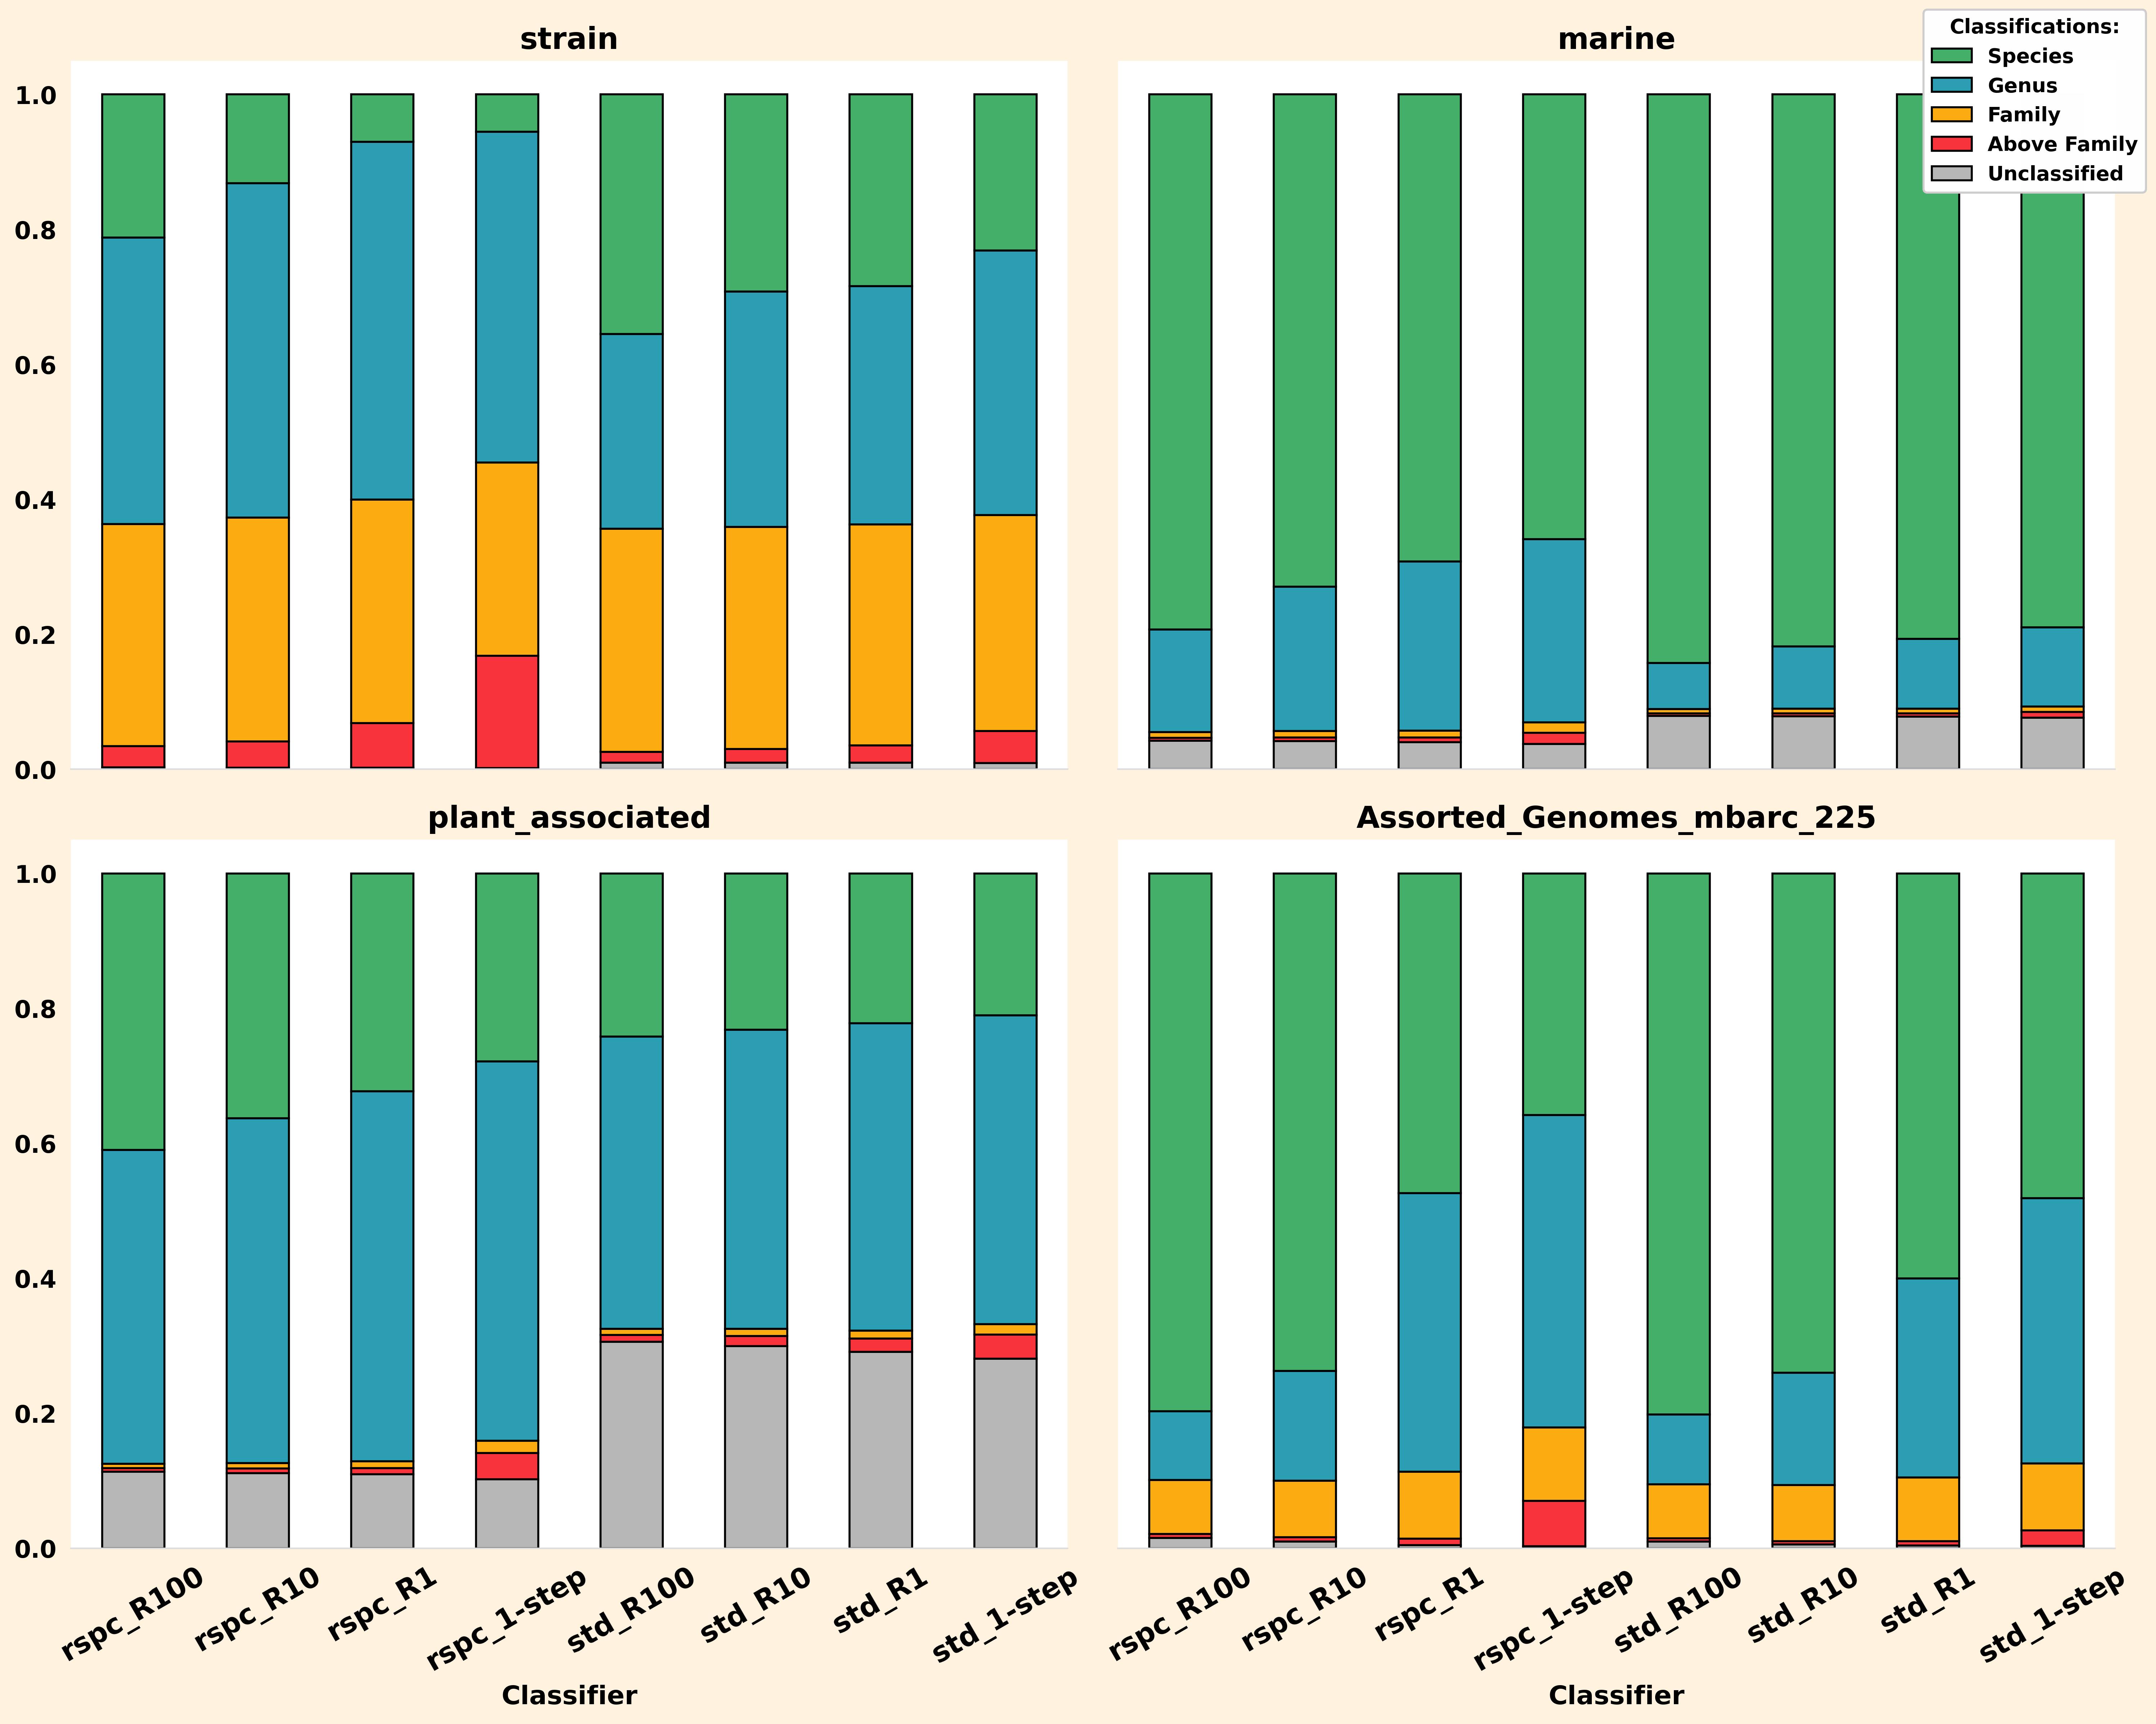 strain
marine
Classifications:
Species
Genus
Family
Above Family
Unclassified
1.0
0.8
0.6
0.4
0.2
0.0
plant_associated
Assorted_Genomes_mbarc_225
1.0
0.8
0.6
0.4
0.2
0.0
rspc_R100
rspc_R10
rspc_R1
rspc_1-step
std_R100
std_R10
std_R1
std_1-step
rspc_R100
rspc_R10
rspc_R1
rspc_1-step
std_R100
std_R10
std_R1
std_1-step
Classifier
Classifier